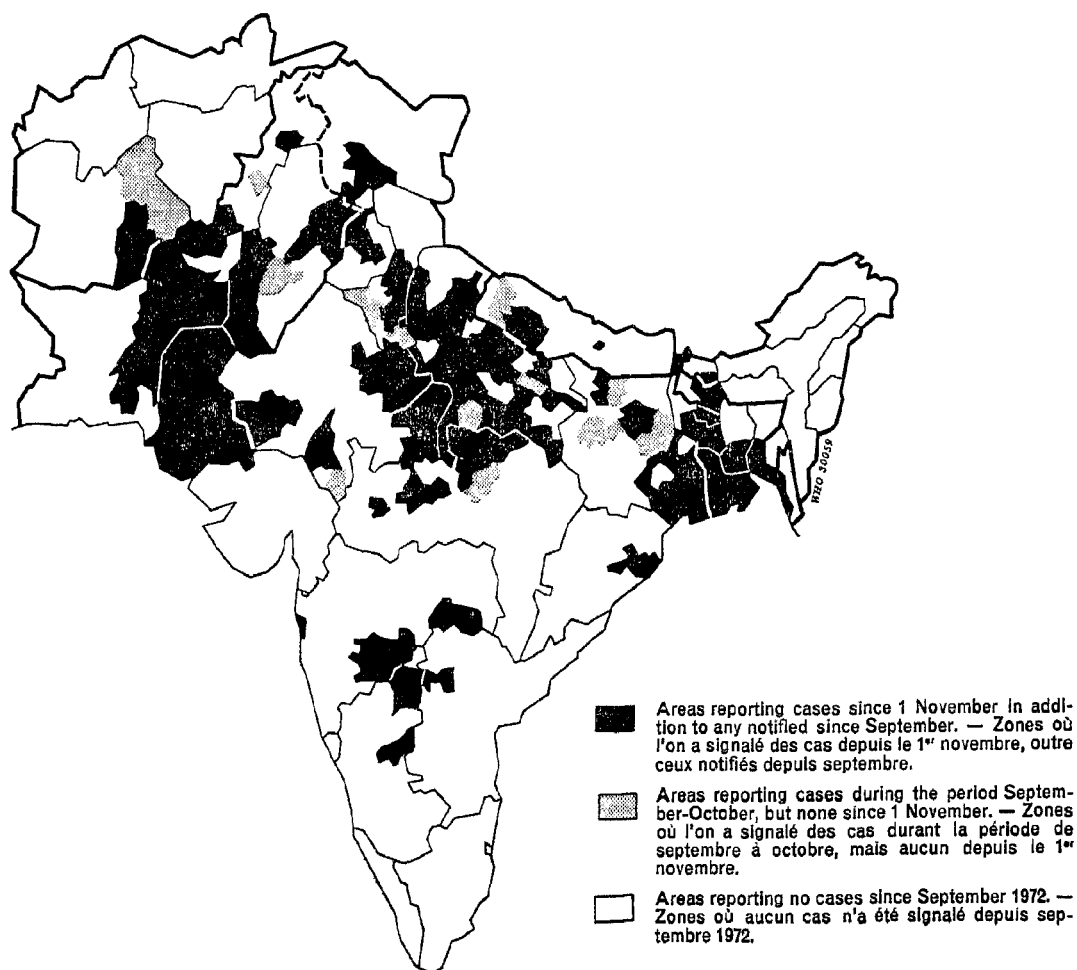 WHO 30059
Areas reporting cases since 1 November in addi-
tion to any notified since September. — Zones où
l'on a signalé des cas depuis le 1er novembre, outre
ceux notifiés depuis septembre.
Areas reporting cases during the period Septem-
ber-October, but none since 1 November. — Zones
où l'on a signalé des cas durant la période de
septembre à octobre, mais aucun depuis le 1er
novembre.
Areas reporting no cases since September 1972. —
Zones où aucun cas n'a été signalé depuis sep-
tembre 1972.